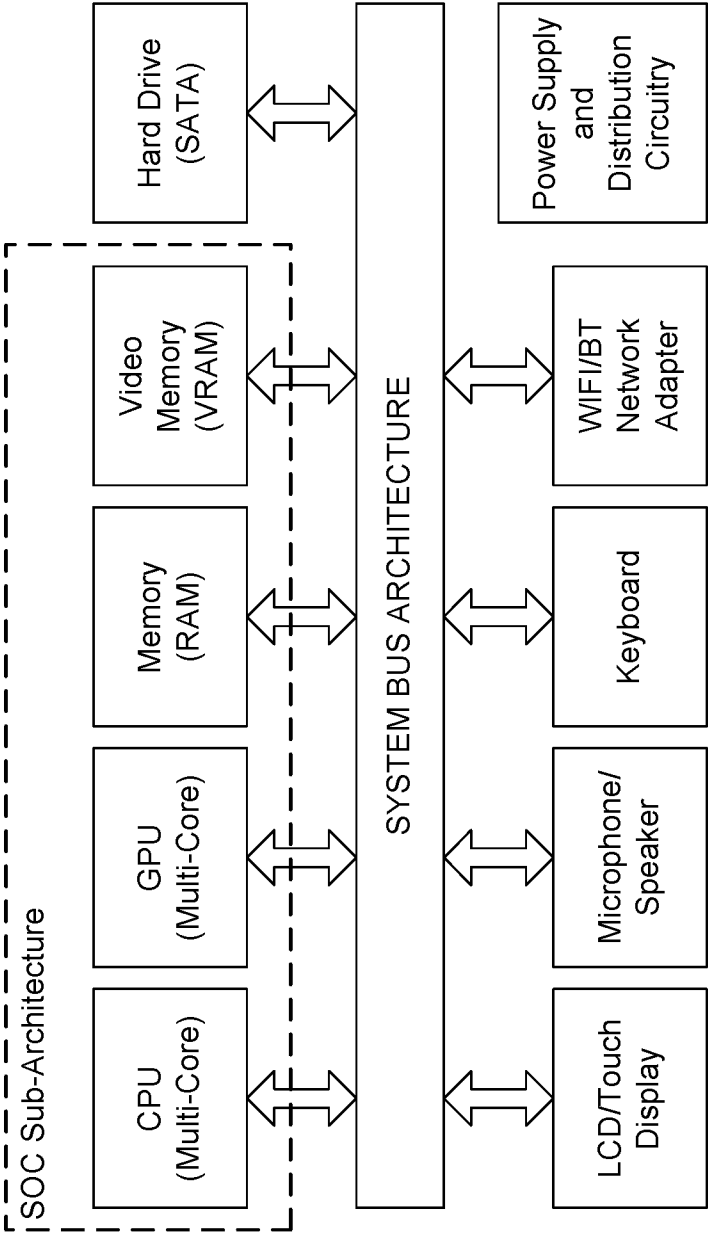 SOC Sub-Architecture
CPU
(Multi-Core)
GPU
(Multi-Core)
Memory
(RAM)
Video
Memory
(VRAM)
Hard Drive
(SATA)
SYSTEM BUS ARCHITECTURE
LCD/Touch
Display
Microphone/
Speaker
Keyboard
WIFI/BT
Network
Adapter
Power Supply
and
Distribution
Circuitry